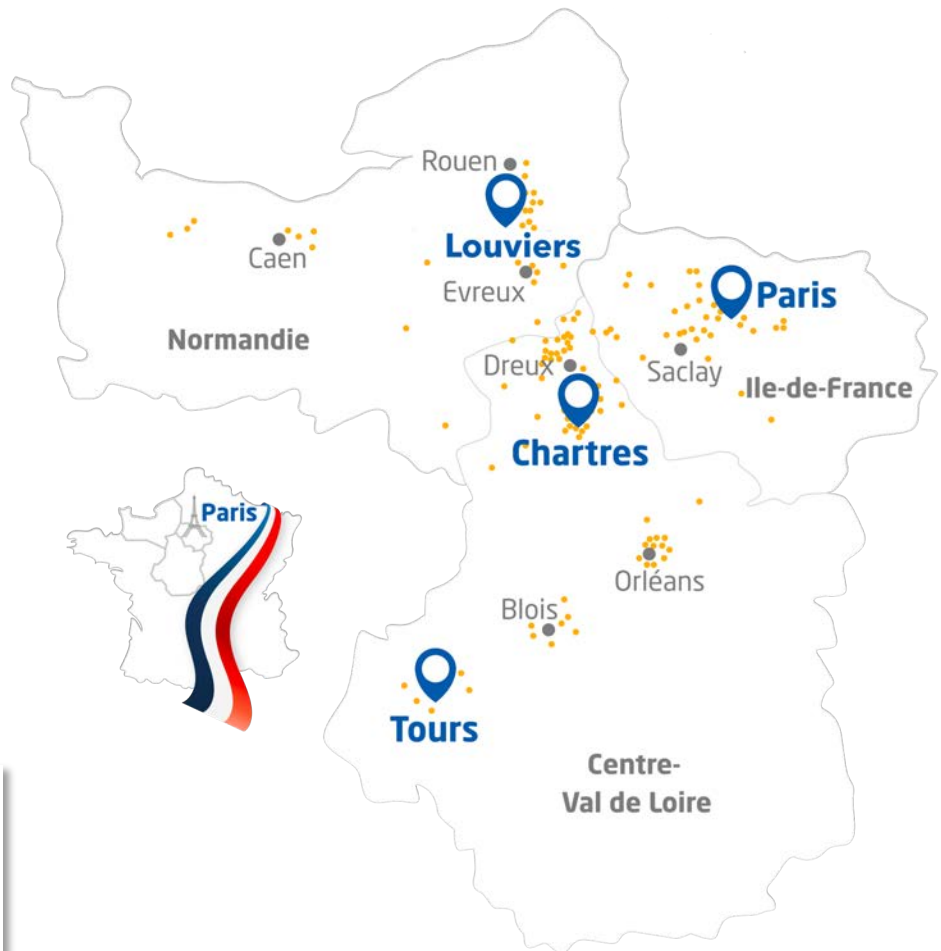 Rouen
Louviers
Caen
Evreux
Paris
Normandie
Dreux
Saclay
Ile-de-France
Chartres
Paris
Orléans
Blois
Tours
Centre-
Val de Loire